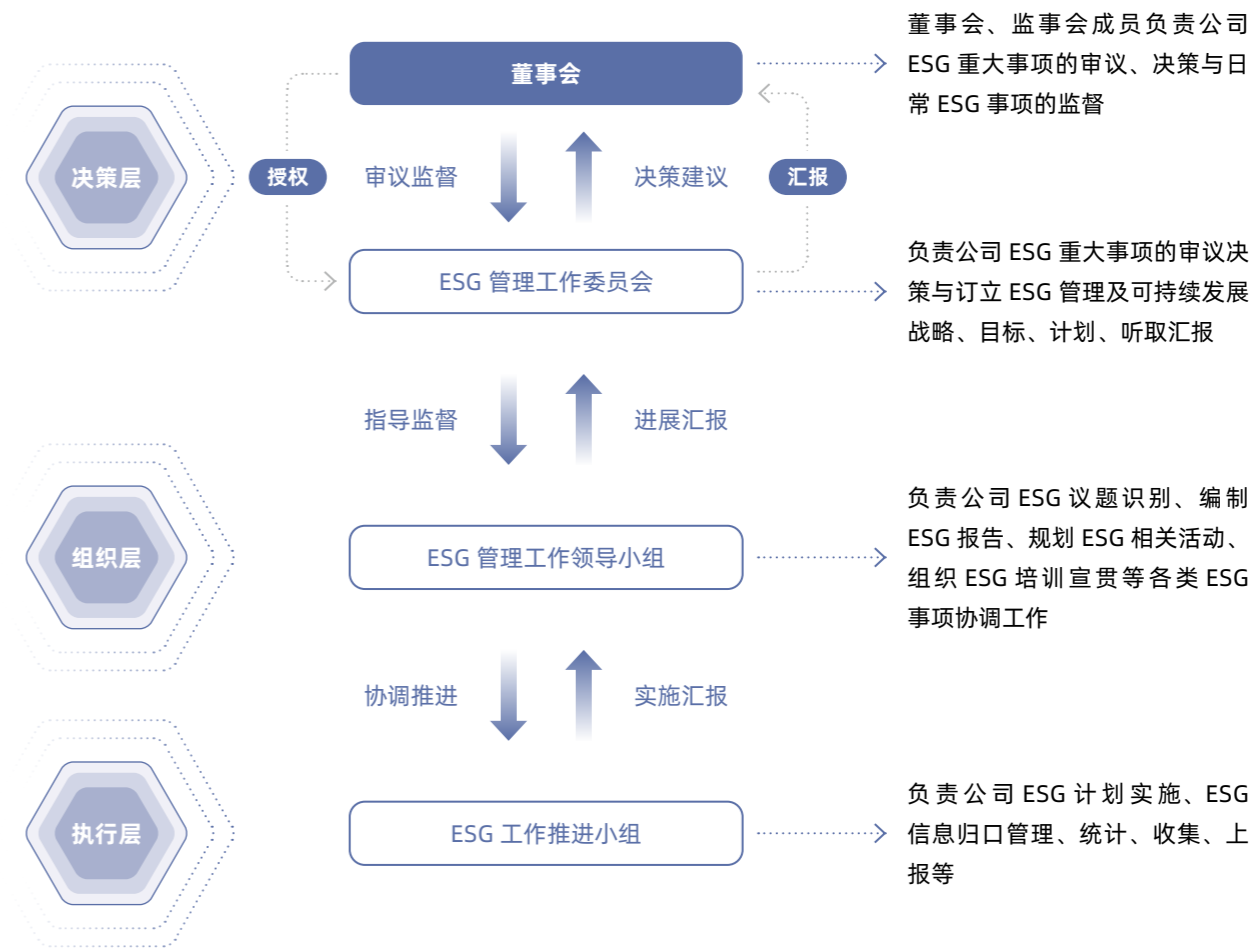 董事会、监事会成员负责公司
董事会
ESG 重大事项的审议、决策与日
常 ESG 事项的监督
决策层
授权
审议监督
决策建议
汇报
ESG 管理工作委员会
负责公司 ESG 重大事项的审议决
策与订立 ESG 管理及可持续发展
战略、目标、计划、听取汇报
指导监督
进展汇报
组织层
ESG 管理工作领导小组
负责公司 ESG 议题识别、编制
ESG 报告、规划 ESG 相关活动、
组织 ESG 培训宣贯等各类 ESG
事项协调工作
协调推进
实施汇报
执行层
ESG 工作推进小组
负责公司 ESG 计划实施、ESG
信息归口管理、统计、收集、上
报等